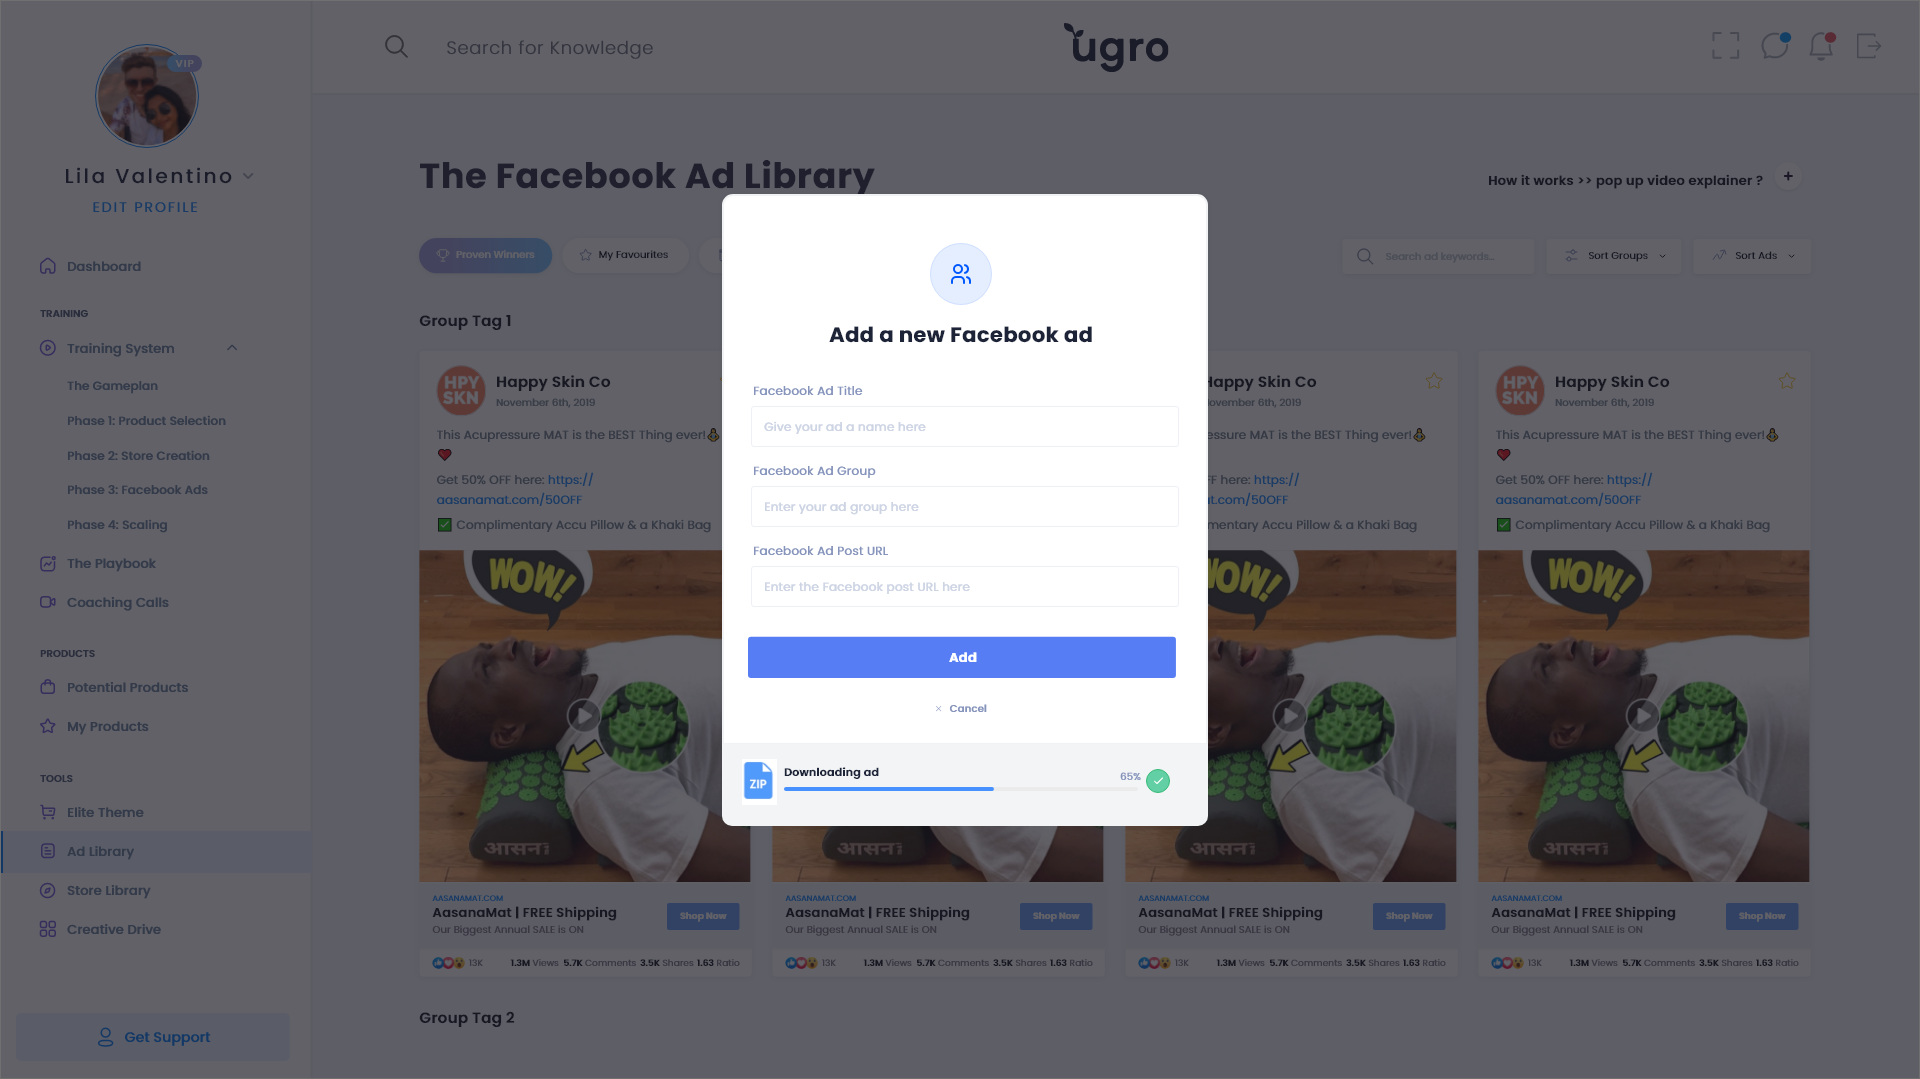 VIP
Lila Valentino
EDIT PROFILE
Dashboard
TRAINING
Training System
The Gameplan
Phase 1: Product Selection
Phase 2: Store Creation
Phase 3: Facebook Ads
Phase 4: Scaling
The Playbook
Coaching Calls
PRODUCTS
Potential Products
My Products
TOOLS
Elite Theme
Ad Library
Store Library
Creative Drive
Get Support
Search for Knowledge
ugro
The Facebook Ad Library
How it works >> pop up video explainer ?
Proven Winners
My Favourites
Search ad keywords...
Sort Groups
Sort Ads
Group Tag 1
HPY
SKN
Happy Skin Co
November 6th, 2019
This Acupressure MAT is the BEST Thing ever!
Get 50% OFF here: https://
aasanamat.com/50OFF
Complimentary Accu Pillow & a Khaki Bag
WOW!
आसन
AASANAMAT.COM
AasanaMat | FREE Shipping
Our Biggest Annual SALE is ON
Shop Now
13K
1.3M Views 5.7K Comments 3.5K Shares 1.63 Ratio
आसन
AASANAMAT.COM
AasanaMat | FREE Shipping
Our Biggest Annual SALE is ON
Shop Now
13K
1.3M Views 5.7K Comments 3.5K Shares 1.63 Ratio
Happy Skin Co
November 6th, 2019
ssure MAT is the BEST Thing ever!
F here: https://
at.com/50OFF
Complimentary Accu Pillow & a Khaki Bag
WOW!
आसन
AASANAMAT.COM
AasanaMat | FREE Shipping
Our Biggest Annual SALE is ON
Shop Now
13K
1.3M Views 5.7K Comments 3.5K Shares 1.63 Ratio
HPY
SKN
Happy Skin Co
November 6th, 2019
This Acupressure MAT is the BEST Thing ever!
Get 50% OFF here: https://
aasanamat.com/50OFF
Complimentary Accu Pillow & a Khaki Bag
WOW!
आसन
AASANAMAT.COM
AasanaMat | FREE Shipping
Our Biggest Annual SALE is ON
Shop Now
13K
1.3M Views 5.7K Comments 3.5K Shares 1.63 Ratio
Group Tag 2
Add a new Facebook ad
Facebook Ad Title
Give your ad a name here
Facebook Ad Group
Enter your ad group here
Facebook Ad Post URL
Enter the Facebook post URL here
Add
Cancel
ZIP
Downloading ad
65%